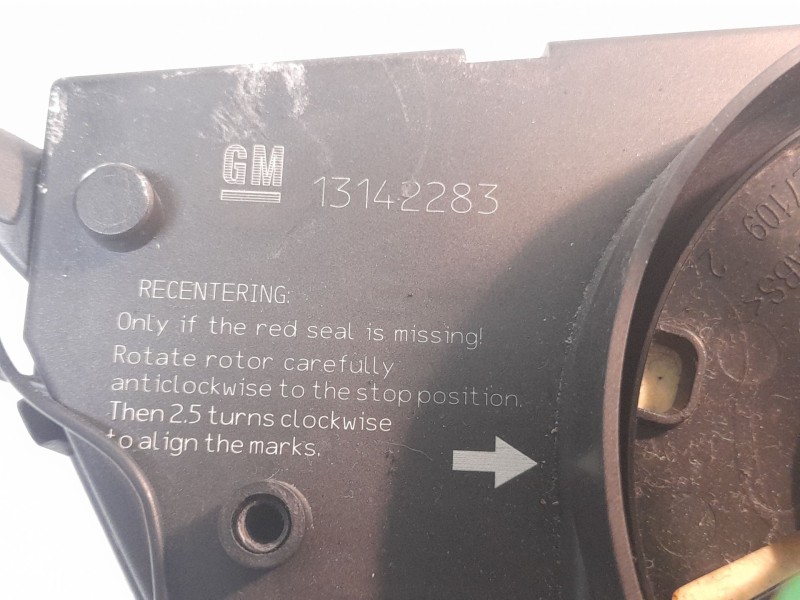 GM 13142283
RECENTERING:
Only if the red seal is missing!
Rotate rotor carefully
anticlockwise to the stop position.
Then 2.5 turns clockwise
to align the marks.